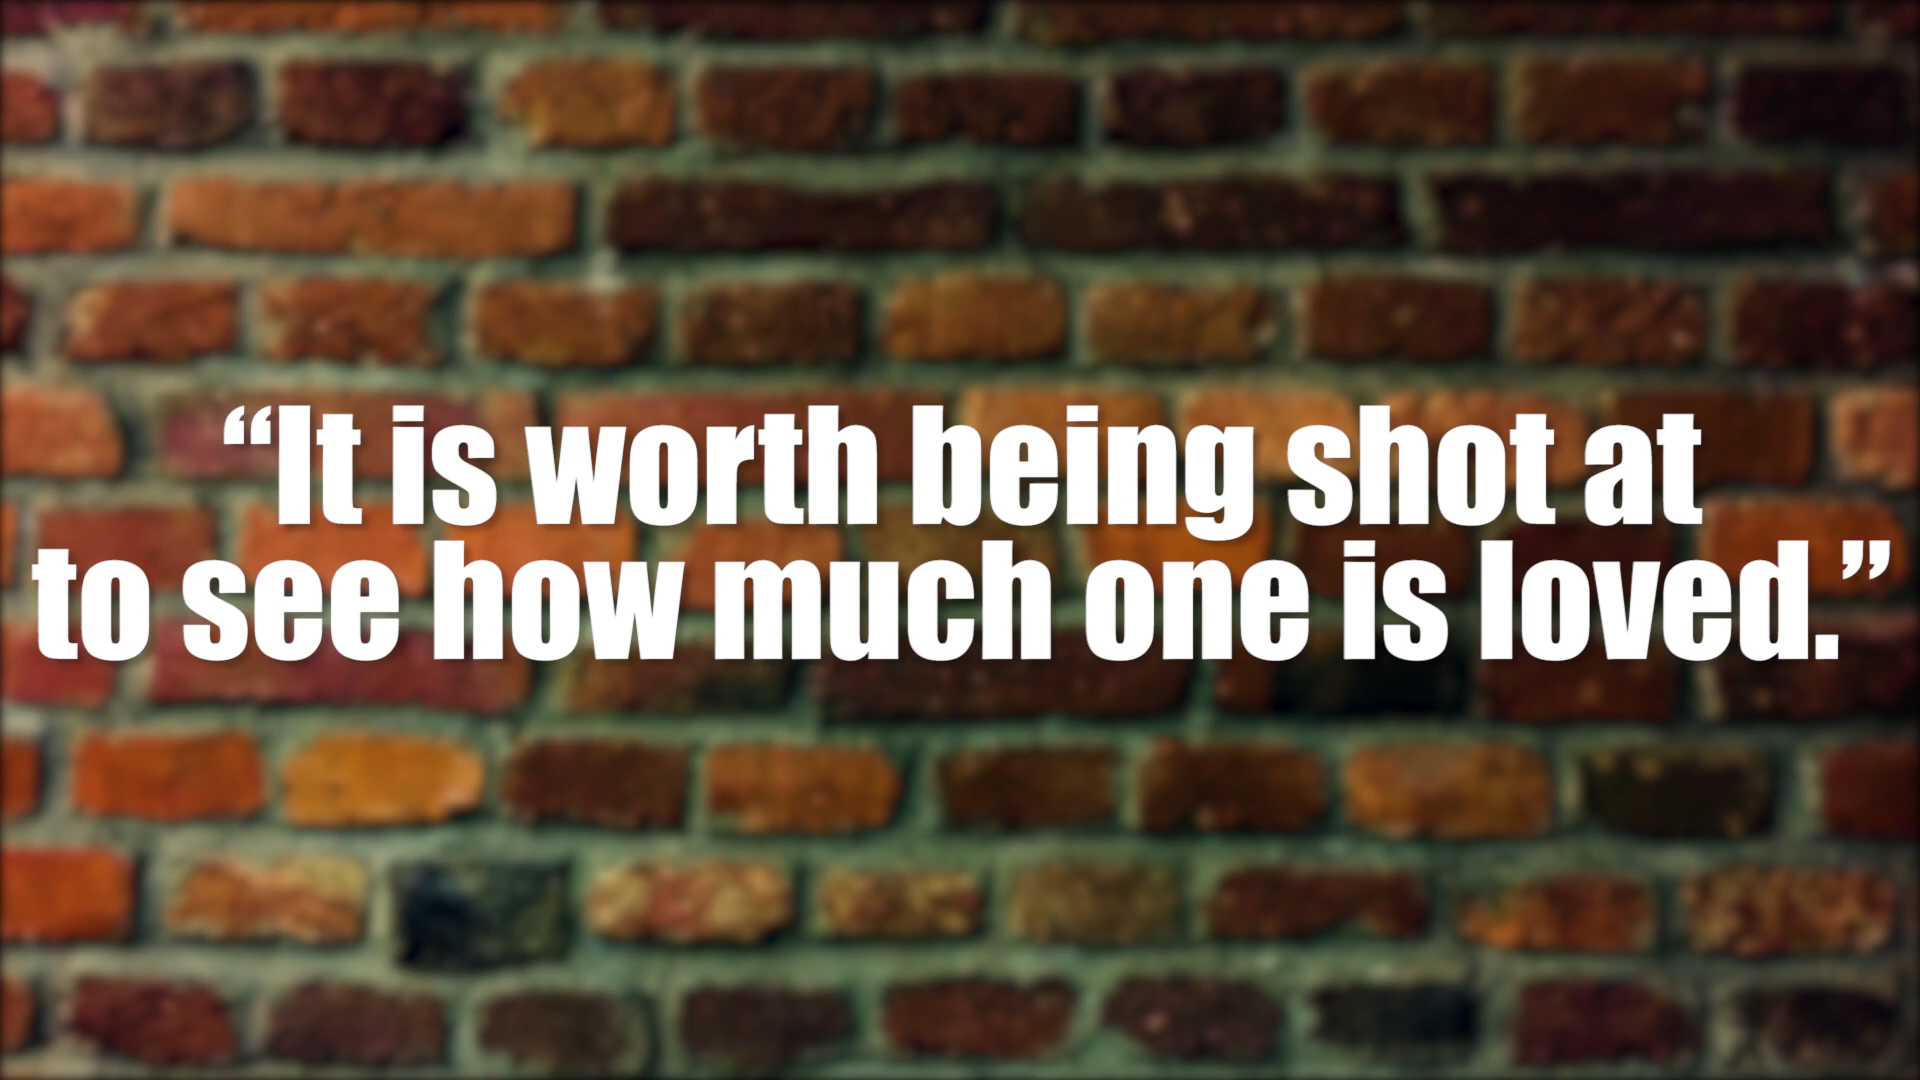 “It is worth being shot at
to see how much one is loved.”